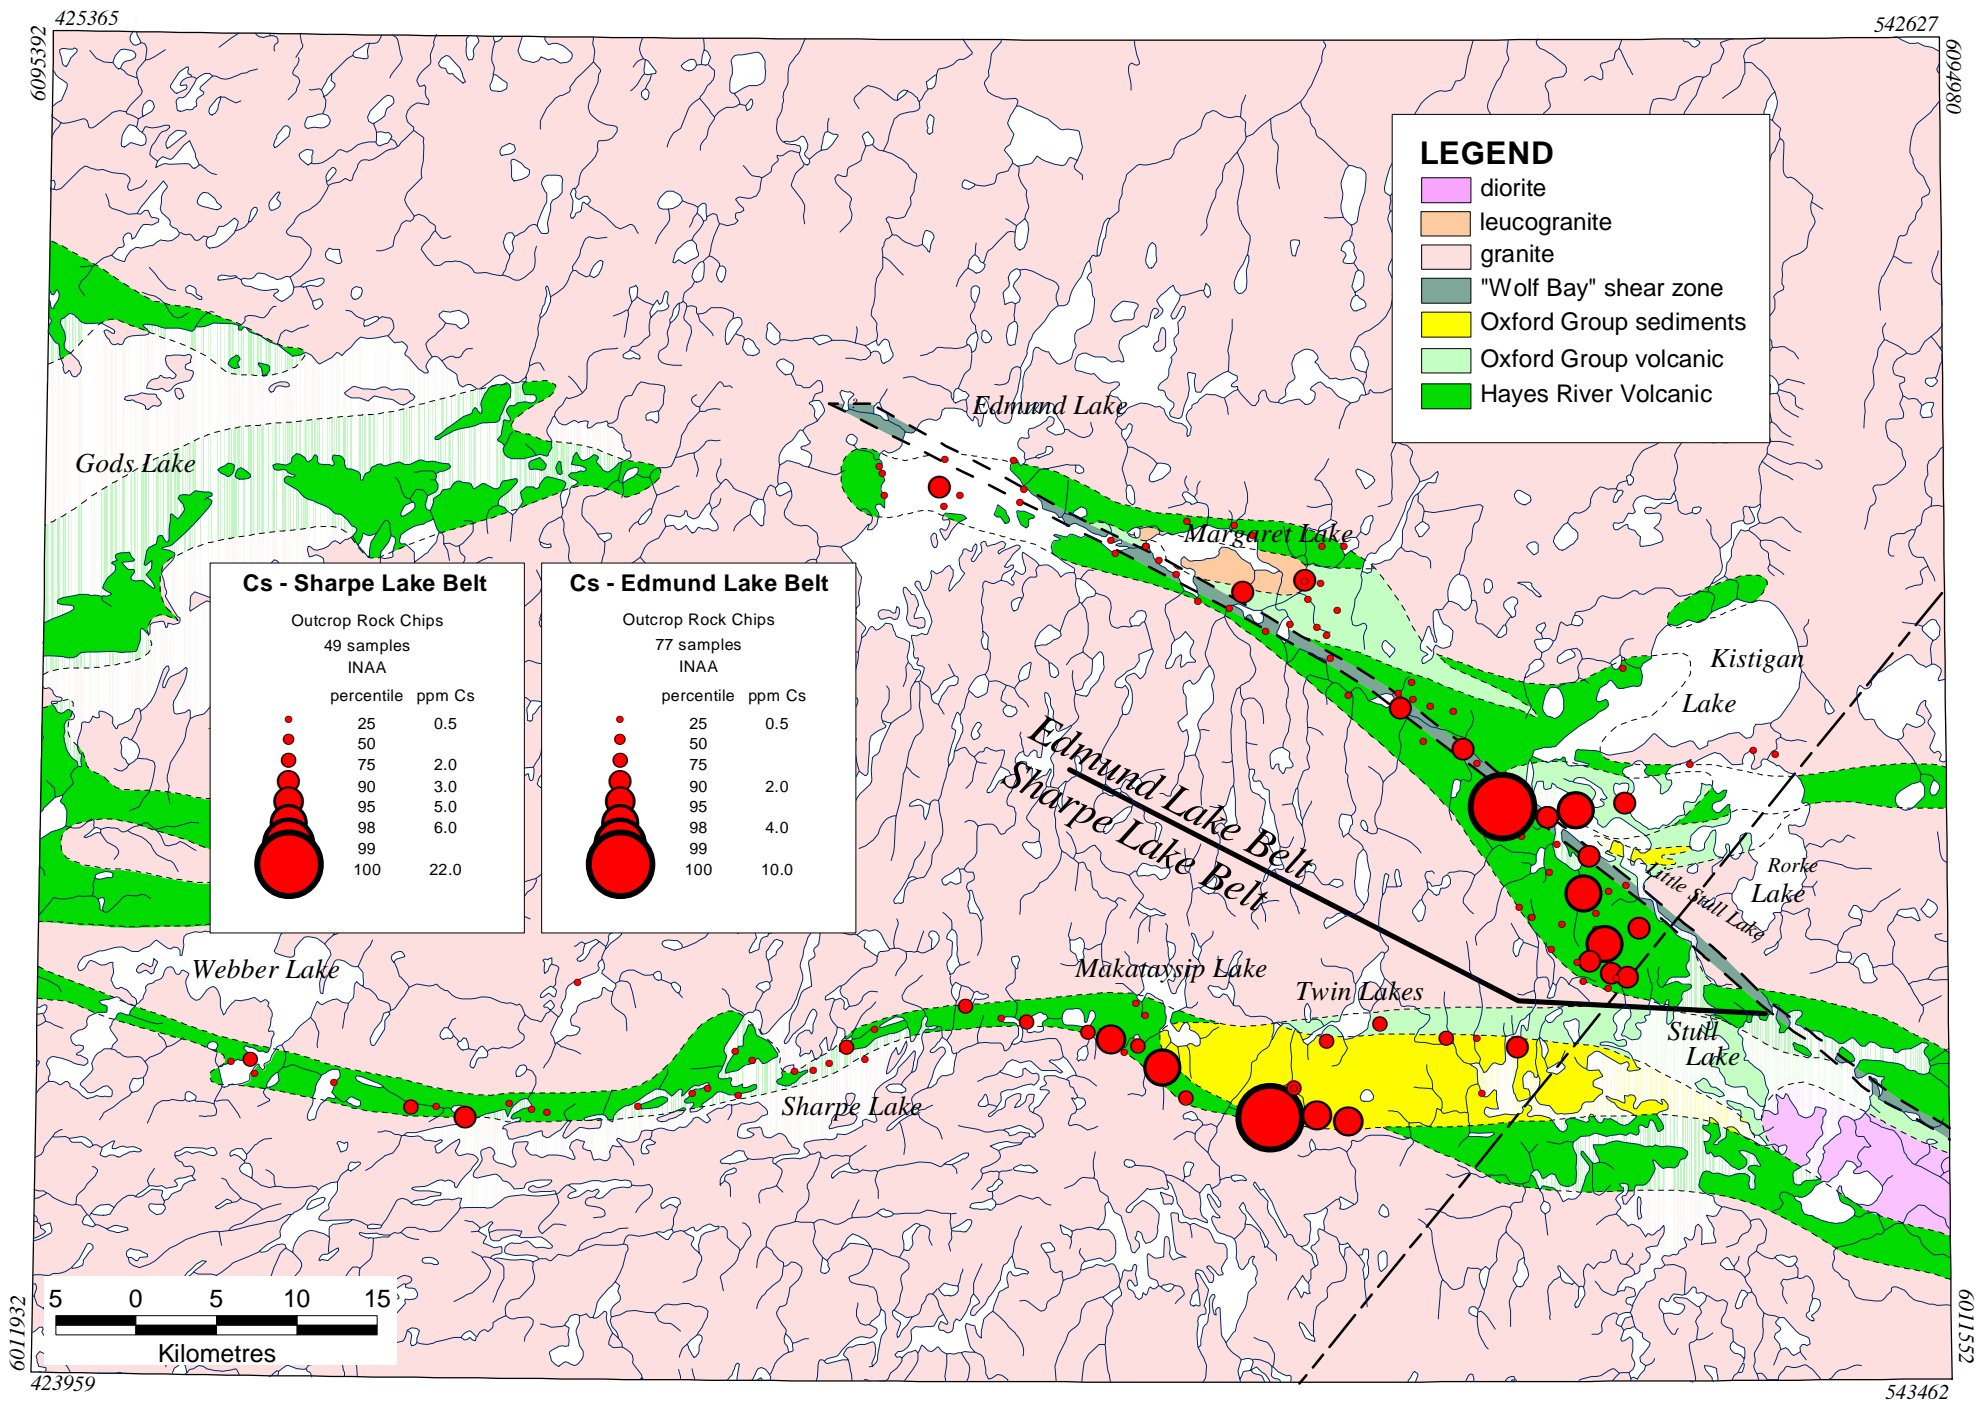 425365
542627
6095392
6094980
LEGEND
diorite
leucogranite
granite
"Wolf Bay" shear zone
Oxford Group sediments
Oxford Group volcanic
Hayes River Volcanic
Edmund Lake
Gods Lake
Margaret Lake
Kistigan
Lake
Cs - Sharpe Lake Belt
Outcrop Rock Chips
49 samples
INAA
percentile ppm Cs
25 0.5
50
75 2.0
90 3.0
95 5.0
98 6.0
99
100 22.0
Cs - Edmund Lake Belt
Outcrop Rock Chips
77 samples
INAA
percentile ppm Cs
25 0.5
50
75
90 2.0
95
98 4.0
99
100 10.0
Edmund Lake Belt
Sharpe Lake Belt
Rorke
Lake
Little Stull Lake
Webber Lake
Makataysip Lake
Twin Lakes
Stull
Lake
Sharpe Lake
5 0 5 10 15
Kilometres
6011932
6011552
423959
543462